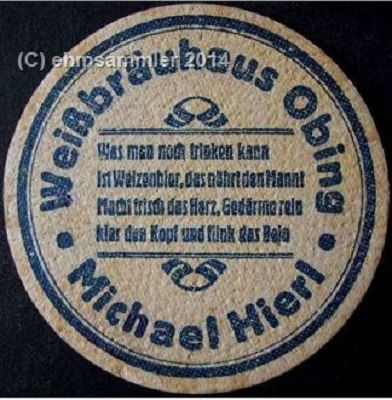 (C) ehmsammler 2014
Weißbräuhaus Obing
Was man noch trinken kann
Ist Weizenbier, das nährt den Mann!
Macht frisch das Herz, Gedärme rein
klar den Kopf und flink das Bein
• Michael Hierl •